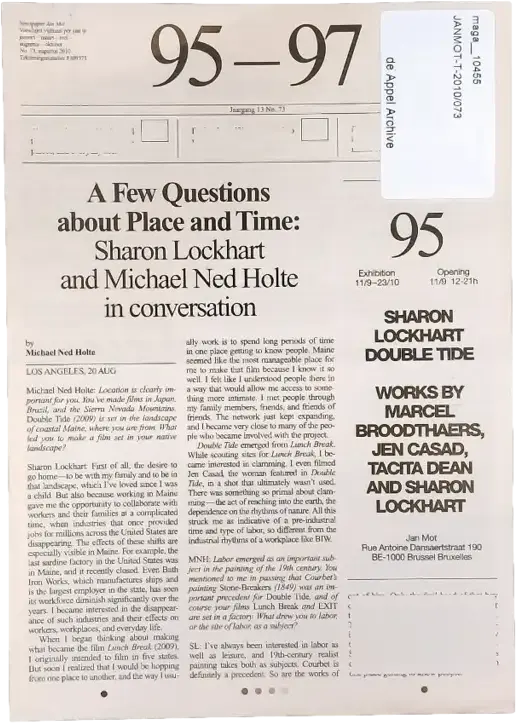 Newspaper Jan Mot
Verschijnt vijfmaal per jaar in
januari – maart – mei –
augustus – oktober
No. 73, augustus 2010
95–97
maga__10455
JANMOT-T-2010/073
de Appel Archive
Jaargang 13 No. 73
A Few Questions
about Place and Time:
Sharon Lockhart
and Michael Ned Holte
in conversation
by
Michael Ned Holte
LOS ANGELES, 20 AUG
Michael Ned Holte: Location is clearly im-
portant for you. You've made films in Japan,
Brazil, and the Sierra Nevada Mountains.
Double Tide (2009) is set in the landscape
of coastal Maine, where you are from. What
led you to make a film set in your native
landscape?
Sharon Lockhart: First of all, the desire to
go home—to be with my family and to be in
that landscape, which I've loved since I was
a child. But also because working in Maine
gave me the opportunity to collaborate with
workers and their families at a complicated
time, when industries that once provided
jobs for millions across the United States are
disappearing. The effects of these shifts are
especially visible in Maine. For example, the
last sardine factory in the United States was
in Maine, and it recently closed. Even Bath
Iron Works, which manufactures ships and
is the largest employer in the state, has seen
its workforce diminish significantly over the
years. I became interested in the disappear-
ance of such industries and their effects on
workers, workplaces, and everyday life.
When I began thinking about making
what became the film Lunch Break (2009),
I originally intended to film in five states.
But soon I realized that I would be hopping
from one place to another, and the way I usu-
ally work is to spend long periods of time
in one place getting to know people. Maine
seemed like the most manageable place for
me to make that film because I know it so
well. I felt like I understood people there in
a way that would allow me access to some-
thing more intimate. I met people through
my family members, friends, and friends of
friends. The network just kept expanding,
and I became very close to many of the peo-
ple who became involved with the project.
Double Tide emerged from Lunch Break.
While scouting sites for Lunch Break, I be-
came interested in clamming. I even filmed
Jen Casad, the woman featured in Double
Tide, in a shot that ultimately wasn't used.
There was something so primal about clam-
ming—the act of reaching into the earth, the
dependence on the rhythms of nature. All this
struck me as indicative of a pre-industrial
time and type of labor, so different from the
industrial rhythms of a workplace like BIW.
MNH: Labor emerged as an important sub-
ject in the painting of the 19th century. You
mentioned to me in passing that Courbet's
painting Stone-Breakers (1849) was an im-
portant precedent for Double Tide, and of
course your films Lunch Break and EXIT
are set in a factory. What drew you to labor,
or the site of labor, as a subject?
SL: I've always been interested in labor as
well as leisure, and 19th-century realist
painting takes both as subjects. Courbet is
definitely a precedent. So are the works of
95
Exhibition
11/9–23/10
Opening
11/9 12-21h
SHARON
LOCKHART
DOUBLE TIDE
WORKS BY
MARCEL
BROODTHAERS,
JEN CASAD,
TACITA DEAN
AND SHARON
LOCKHART
Jan Mot
Rue Antoine Dansaertstraat 190
BE-1000 Brussel Bruxelles